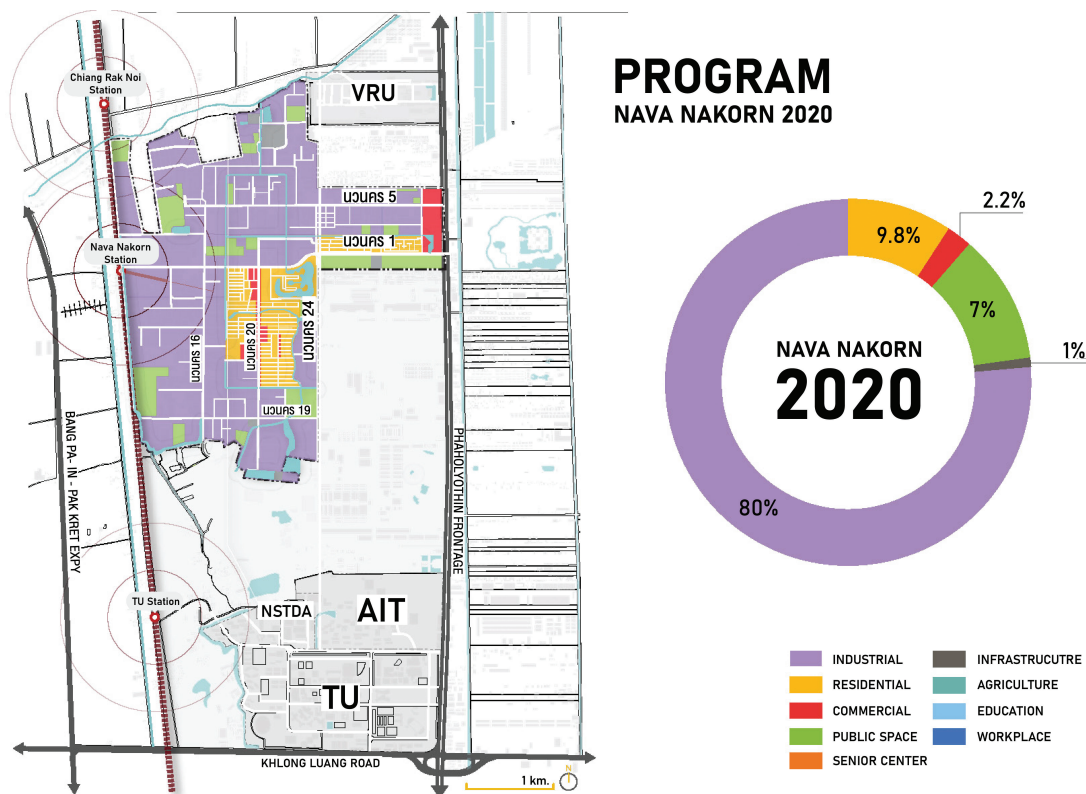 PROGRAM
NAVA NAKORN 2020
Chiang Rak Noi
Station
VRU
นวนคร 5
นวนคร 1
Nava Nakorn
Station
นวนคร 16
นวนคร 20
นวนคร 24
นวนคร 19
BANG PA- IN - PAK KRET EXPY
PHAHOLYOTHIN FRONTAGE
TU Station
NSTDA
AIT
TU
KHLONG LUANG ROAD
1 km.
N
2.2%
9.8%
7%
1%
80%
NAVA NAKORN
2020
INDUSTRIAL
RESIDENTIAL
COMMERCIAL
PUBLIC SPACE
SENIOR CENTER
INFRASTRUCUTRE
AGRICULTURE
EDUCATION
WORKPLACE